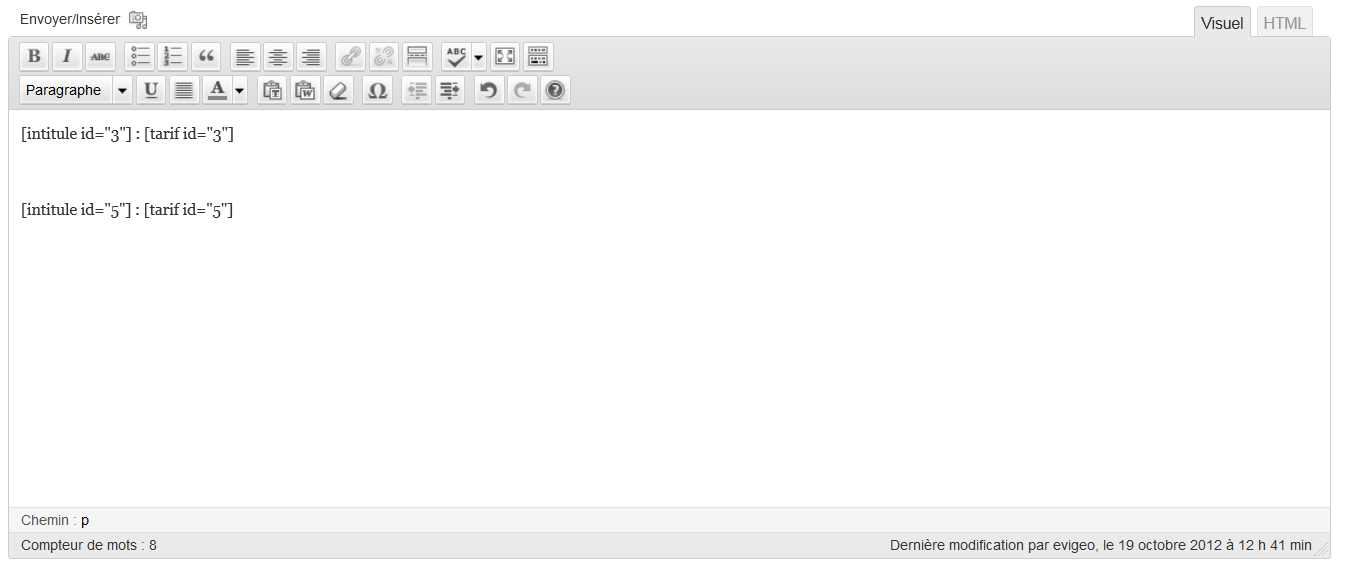 Envoyer/Insérer
Visuel HTML
B I ABC ABC
Paragraphe U A T W Ω
[intitule id="3"] : [tarif id="3"]
[intitule id="5"] : [tarif id="5"]
Chemin : p
Compteur de mots : 8
Dernière modification par evigeo, le 19 octobre 2012 à 12 h 41 min